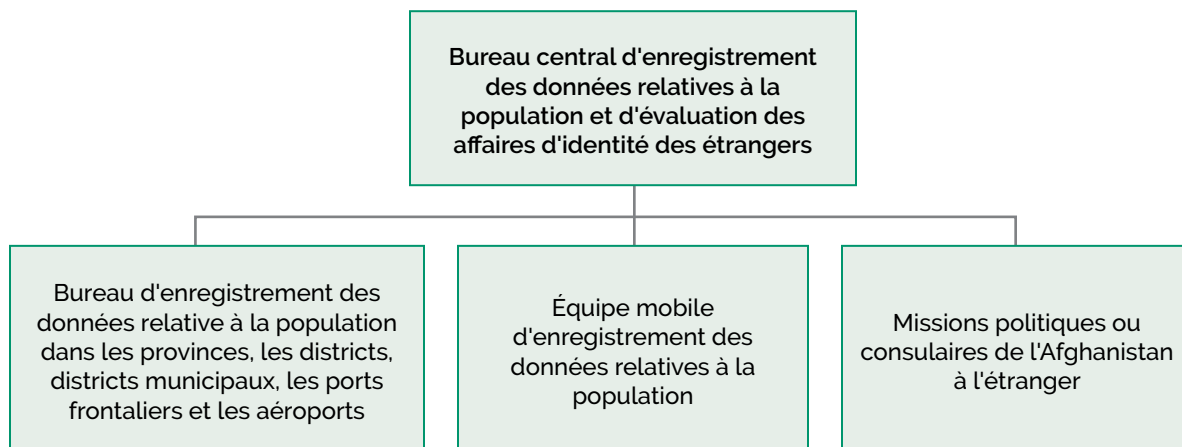 Bureau central d'enregistrement
des données relatives à la
population et d'évaluation des
affaires d'identité des étrangers
Bureau d'enregistrement des
données relative à la population
dans les provinces, les districts,
districts municipaux, les ports
frontaliers et les aéroports
Équipe mobile
d'enregistrement des
données relatives à la
population
Missions politiques ou
consulaires de l'Afghanistan
à l'étranger